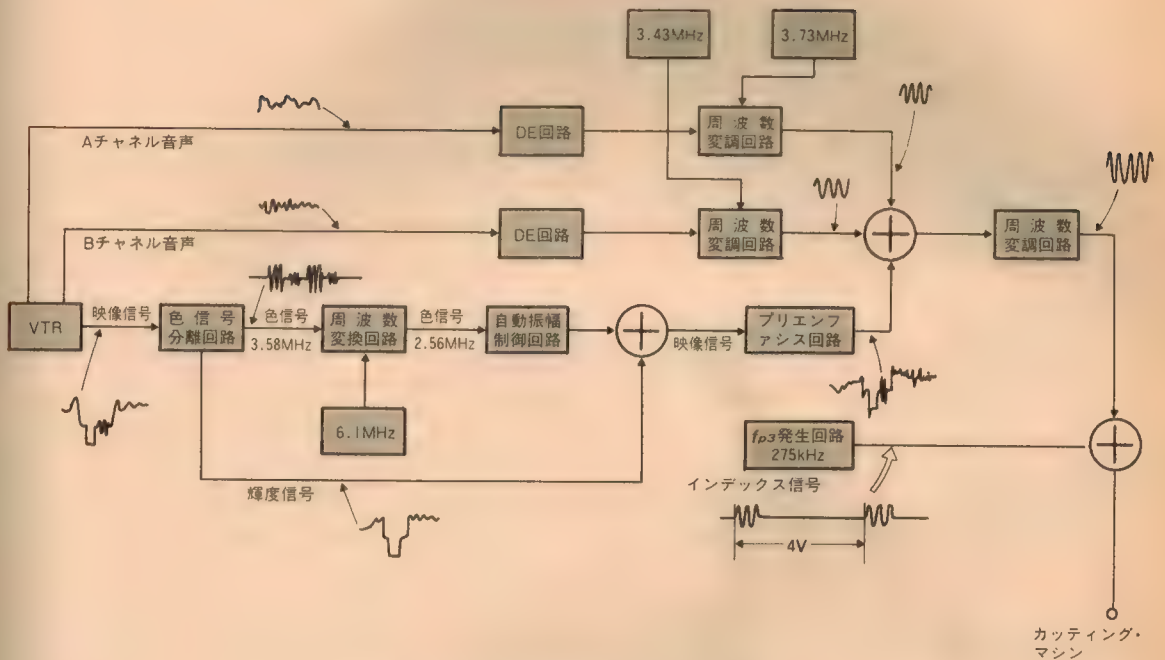 3.43MHz
3.73MHz
Aチャネル音声
DE回路
周波数
変調回路
Bチャネル音声
DE回路
周波数
変調回路
周波数
変調回路
VTR
映像信号
色信号
分離回路
色信号
3.58MHz
周波数
変換回路
色信号
2.56MHz
自動振幅
制御回路
映像信号
プリエンフ
ァシス回路
6.1MHz
fp3発生回路
275kHz
輝度信号
インデックス信号
4V
カッティング・
マシン